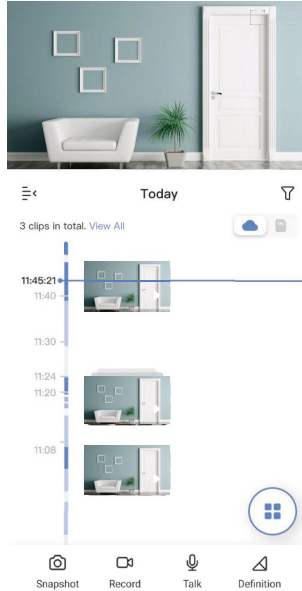 Today
3 clips in total. View All
11:45:21
11:40
11:30
11:24
11:20
11:08
Snapshot Record Talk Definition